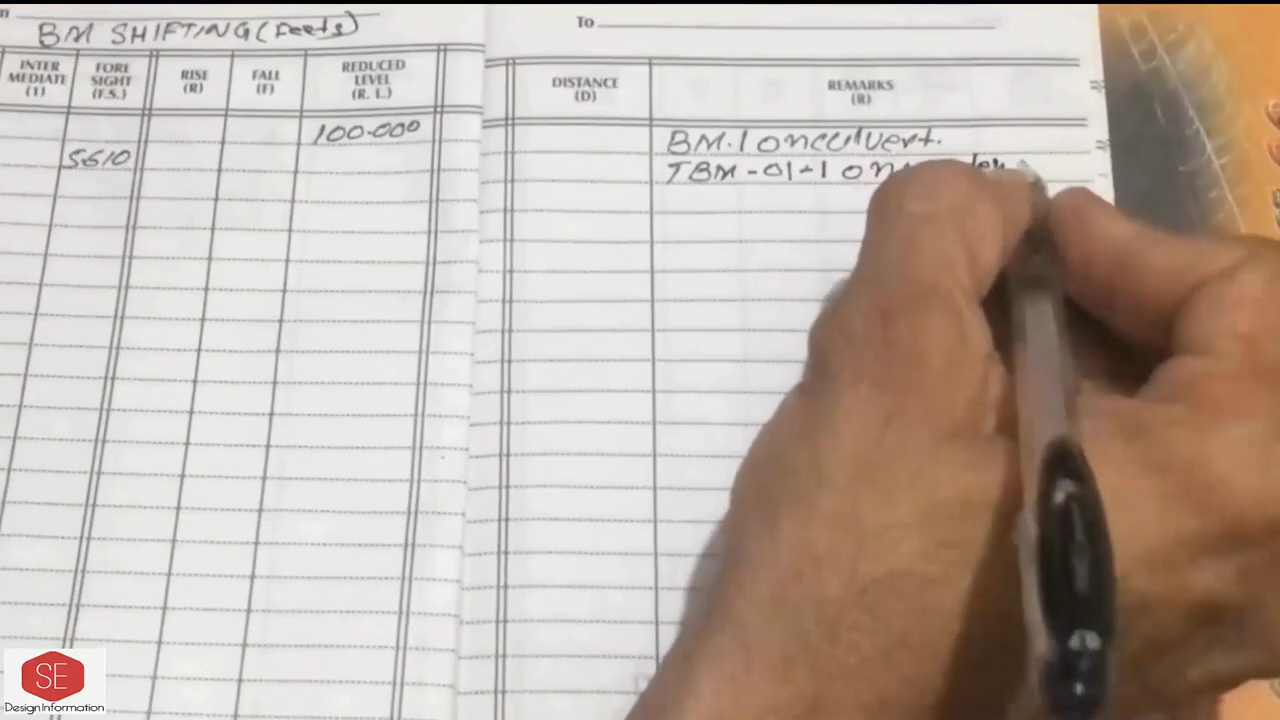 n
BM SHIFTING (Feets)
INTER MEDIATE (1)
FORE SIGHT (F.S.)
RISE (R)
FALL (F)
REDUCED LEVEL (R. L.)
100.000
5610
To
DISTANCE (D)
REMARKS (R)
BM.1 on culvert.
TBM-01-1 on
SE
Design Information